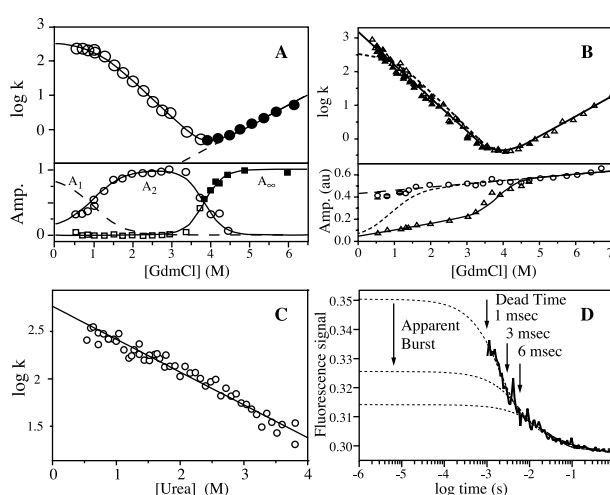 A
log k
3
2
1
0
A₁
A₂
A∞
Amp.
1
0
0 1 2 3 4 5 6
[GdmCl] (M)
B
log k
3
2
1
0
Amp. (au)
0.6
0.4
0.2
0.0
0 1 2 3 4 5 6 7
[GdmCl] (M)
C
log k
2.5
2
1.5
0 1 2 3 4
[Urea] (M)
D
Fluorescence signal
0.35
0.34
0.33
0.32
0.31
0.30
Dead Time
1 msec
3 msec
6 msec
Apparent
Burst
-6 -5 -4 -3 -2 -1 0
log time (s)